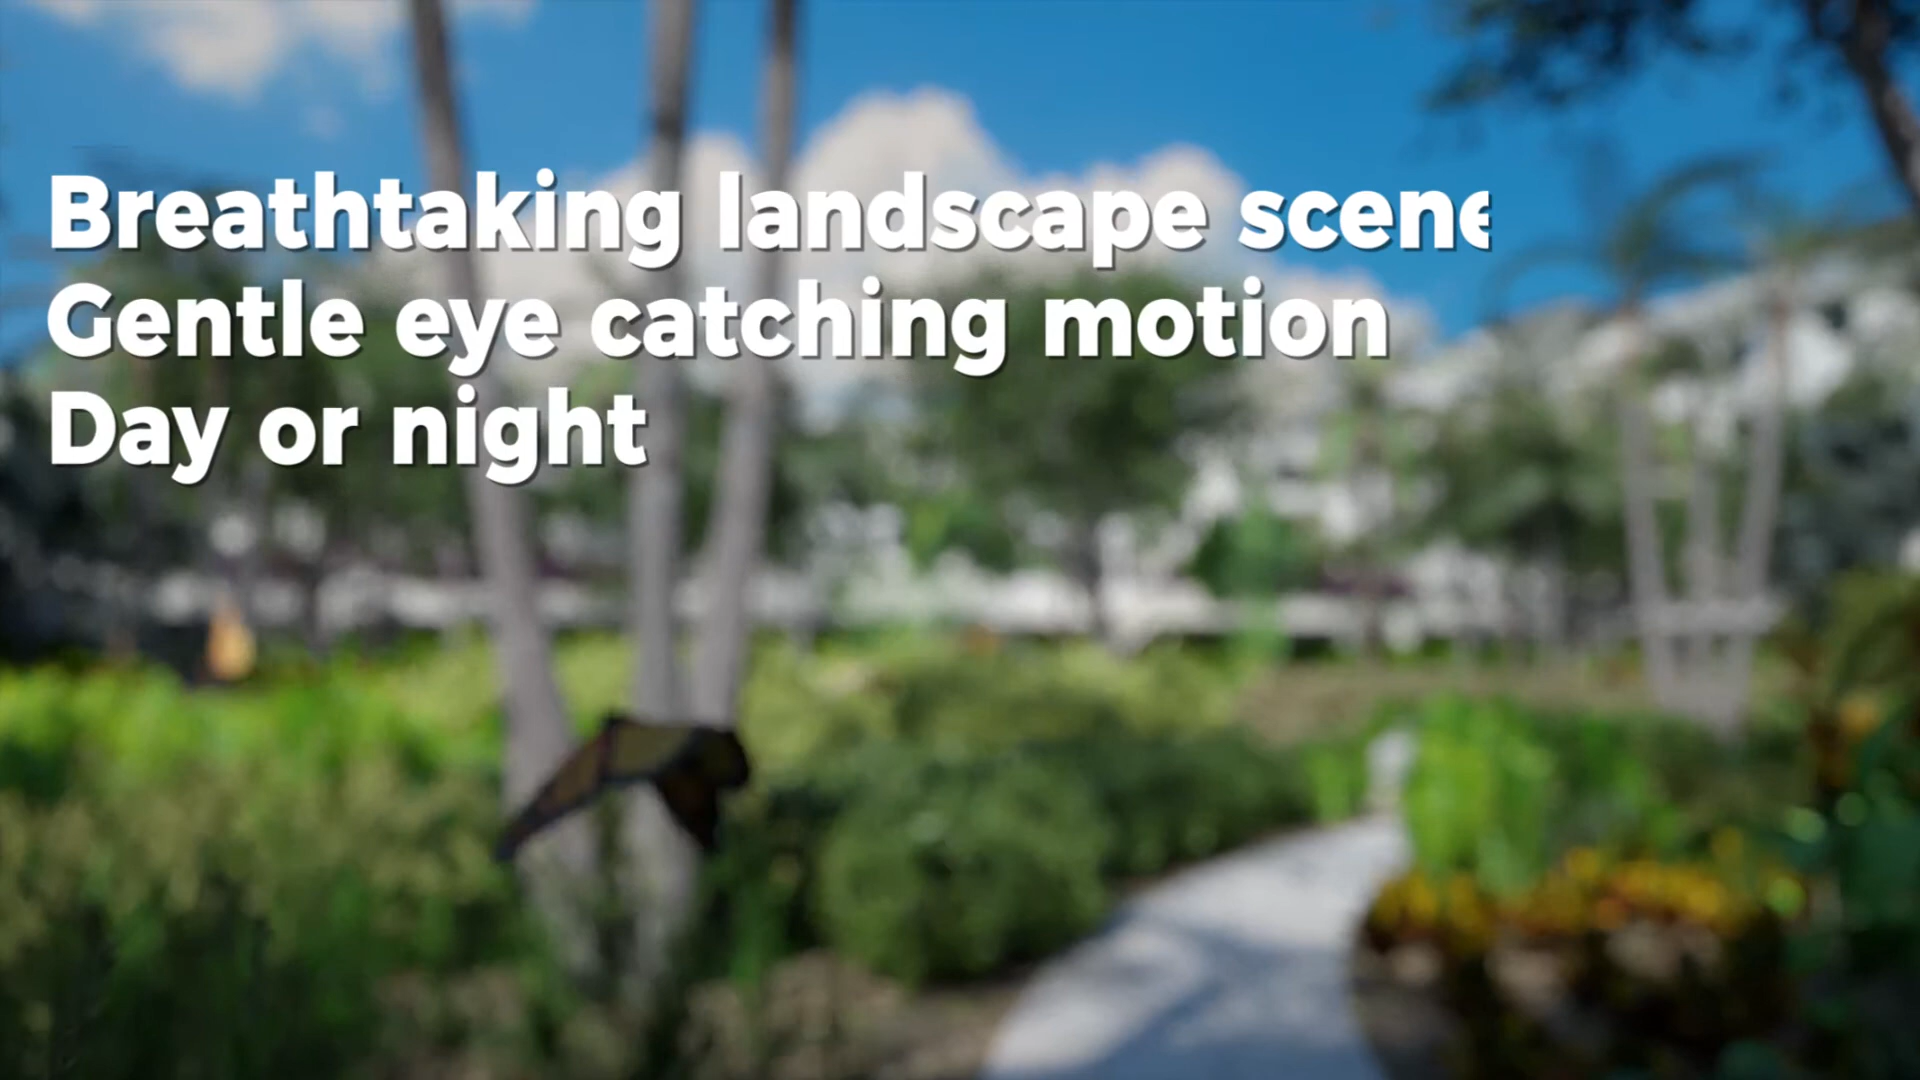 Breathtaking landscape scene
Gentle eye catching motion
Day or night